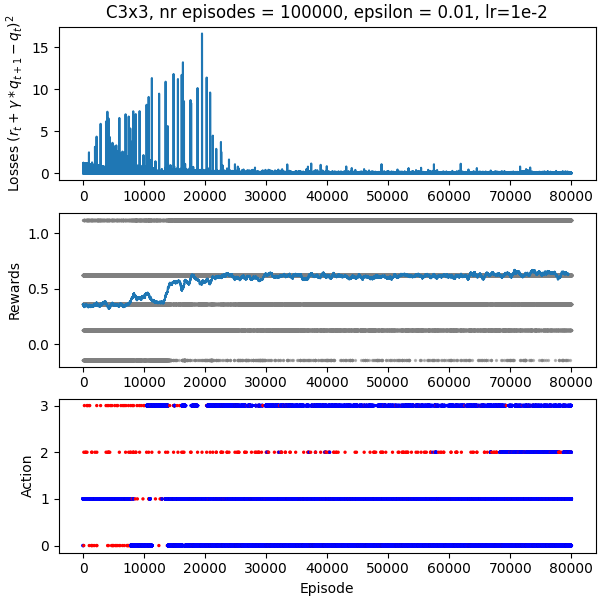 C3x3, nr episodes = 100000, epsilon = 0.01, lr=1e-2
Losses $(r_t + \gamma * q_{t+1} - q_t)^2$
15
10
5
0
0 10000 20000 30000 40000 50000 60000 70000 80000
Rewards
1.0
0.5
0.0
0 10000 20000 30000 40000 50000 60000 70000 80000
Action
3
2
1
0
0 10000 20000 30000 40000 50000 60000 70000 80000
Episode